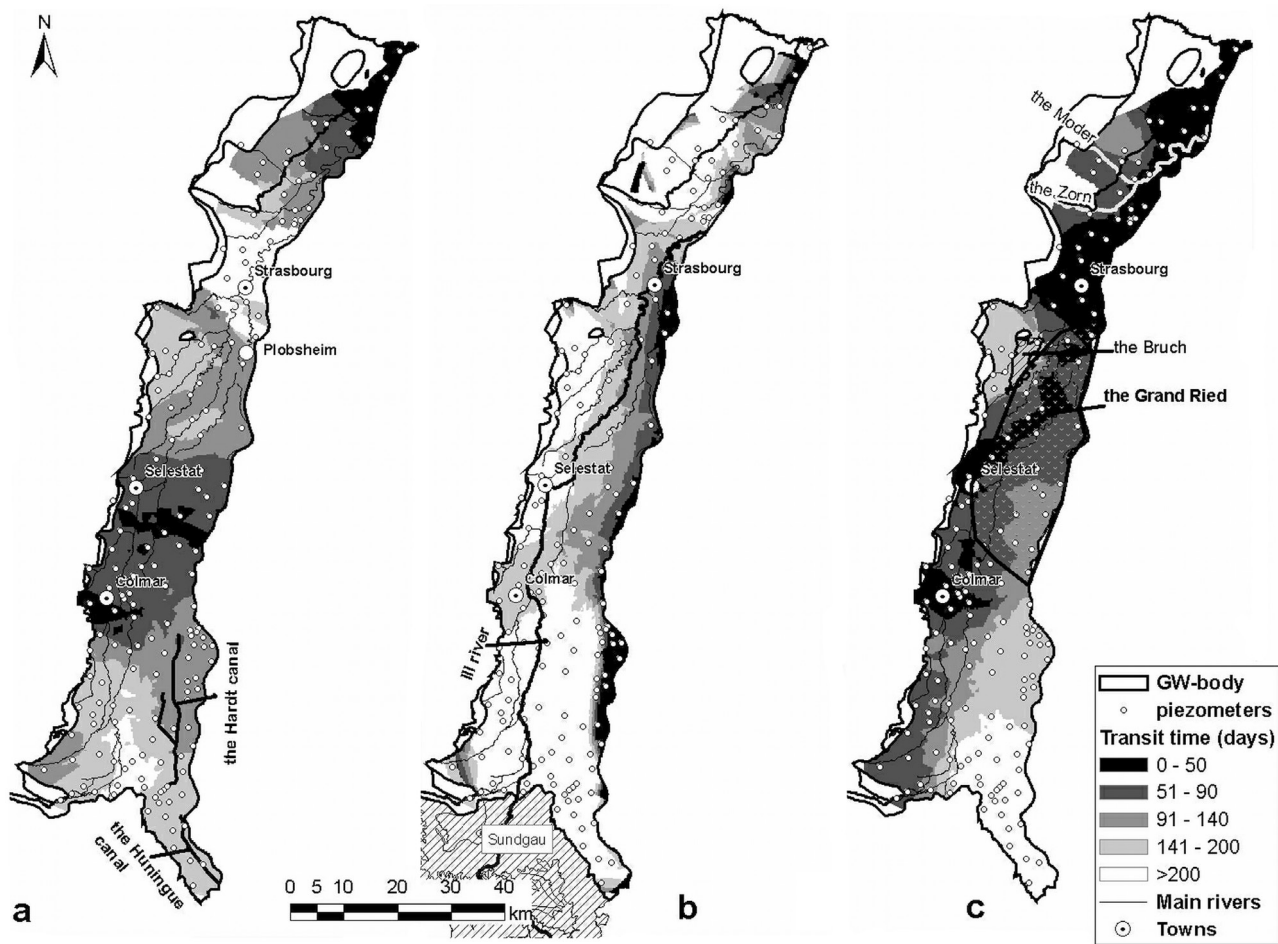 N
Strasbourg
Plobsheim
Selestat
Colmar
the Hardt canal
the Huningue
canal
a
Strasbourg
Selestat
Colmar
Ill river
Sundgau
0 5 10 20 30 40
km
b
the Moder
the Zorn
Strasbourg
the Bruch
the Grand Ried
Selestat
Colmar
c
GW-body
piezometers
Transit time (days)
0 - 50
51 - 90
91 - 140
141 - 200
>200
Main rivers
Towns